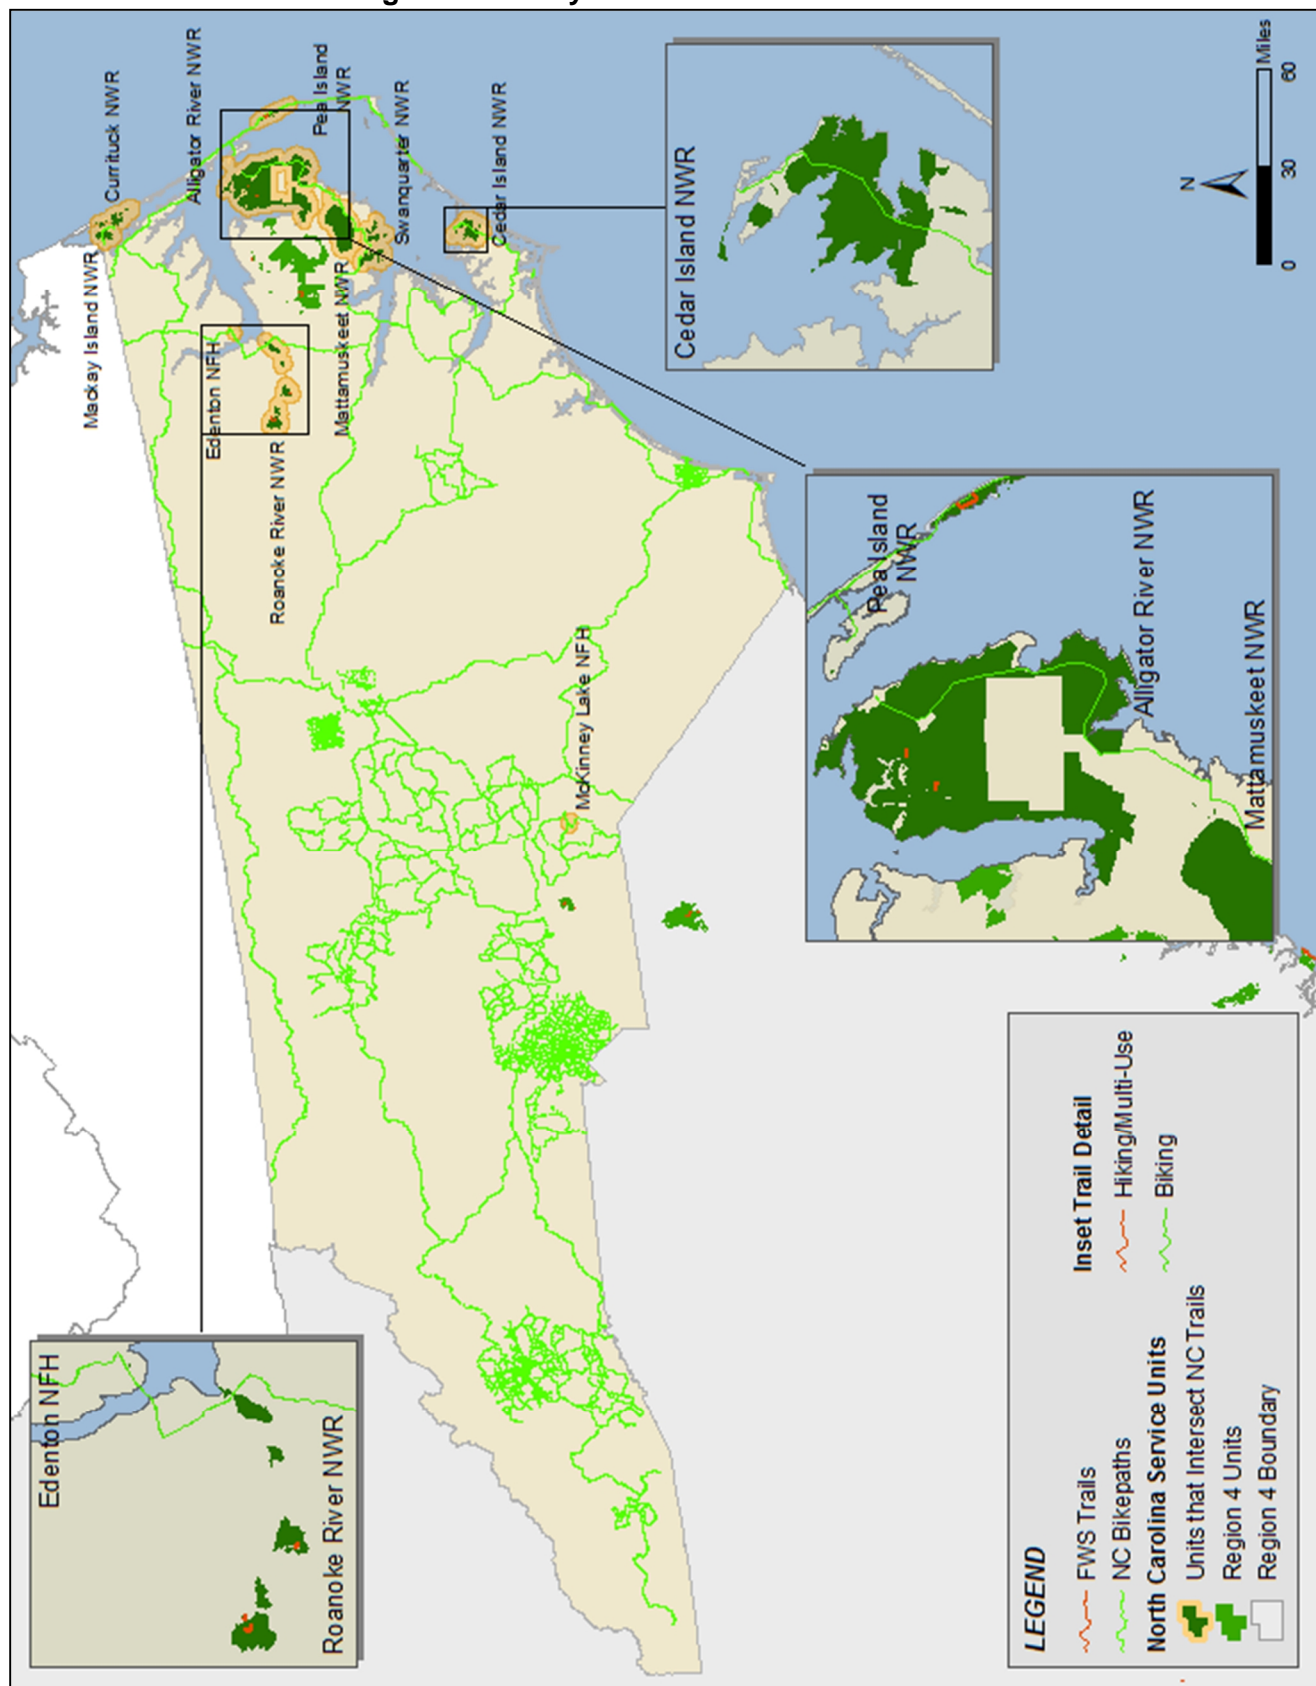 Currituck NWR
Mackay Island NWR
Alligator River NWR
Pea Island
NWR
Edenton NFH
Roanoke River NWR
Mattamuskeet NWR
Swanquarter NWR
Cedar Island NWR
McKinney Lake NFH
Edenton NFH
Roanoke River NWR
Cedar Island NWR
Pea Island
NWR
Alligator River NWR
Mattamuskeet NWR
LEGEND
FWS Trails
NC Bikepaths
North Carolina Service Units
Units that Intersect NC Trails
Region 4 Units
Region 4 Boundary
Inset Trail Detail
Hiking/Multi-Use
Biking
N
0 30 60
Miles